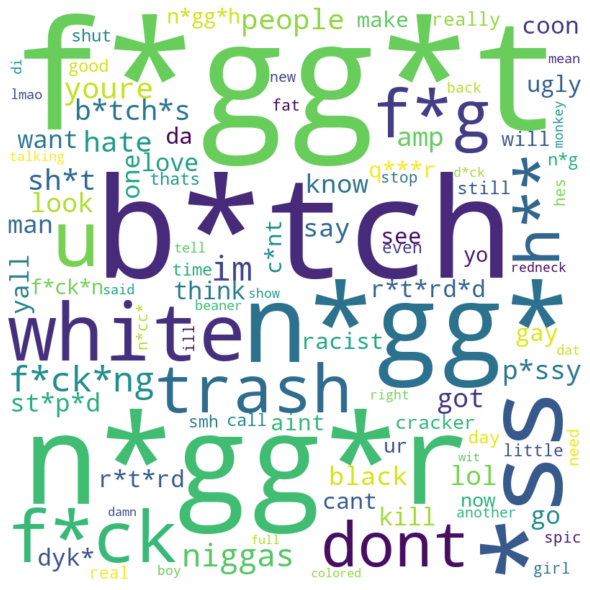 n*gg*h people make really coon
shut f*gg*t
di good youre new mean
lmao b*tch*s fat f*g back ugly
want hate da amp will monkey
talking one love q***r n*g
sh*t thats know stop d*ck h**
look b*tch still hes
man u tell im c*nt say see even yo redneck
yall f*ck*n time think r*t*rd*d
said show
n*cc* beaner
white ill n*gg* gay dat
f*ck*ng trash racist p*ssy
st*p*d right got *ss
smh call aint cracker day wit
n*gg*r ur little need
r*t*rd black lol
cant now another go
f*ck damn kill
dyk* niggas full dont spic
real boy colored girl